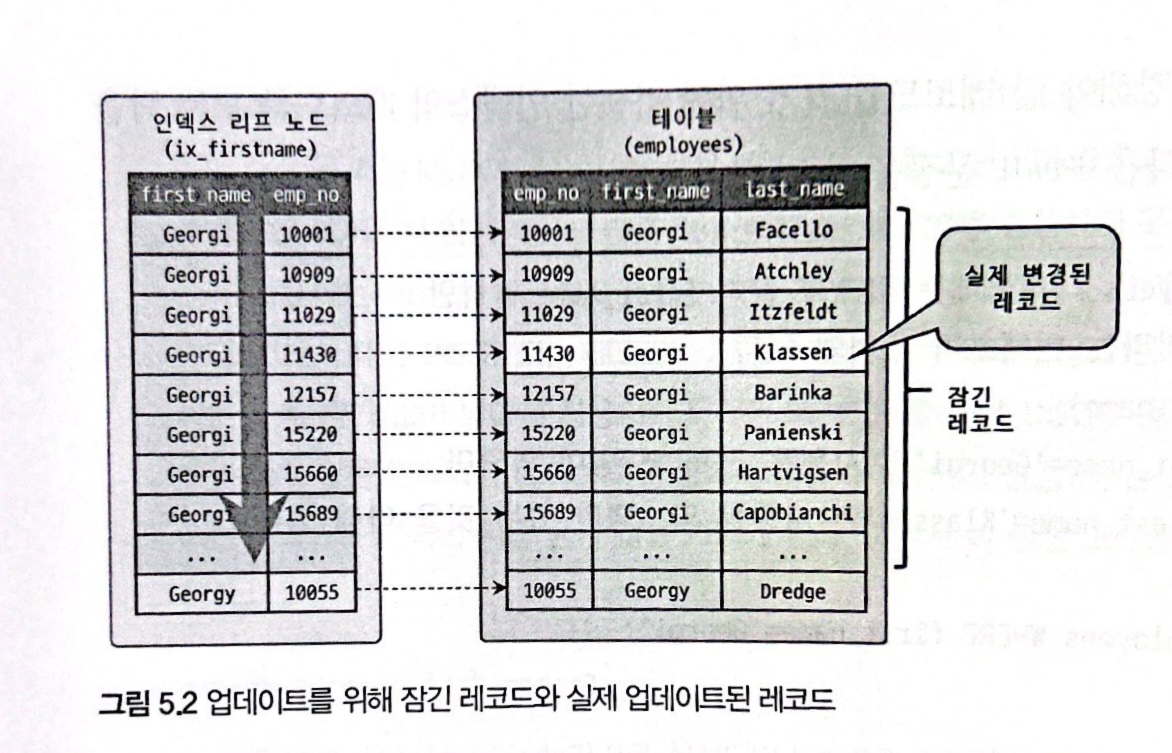 인덱스 리프 노드
(ix_firstname)
first_name emp_no
Georgi 10001
Georgi 10909
Georgi 11029
Georgi 11430
Georgi 12157
Georgi 15220
Georgi 15660
Georgi 15689
... ...
Georgy 10055
테이블
(employees)
emp_no first_name last_name
10001 Georgi Facello
10909 Georgi Atchley
11029 Georgi Itzfeldt
11430 Georgi Klassen
12157 Georgi Barinka
15220 Georgi Panienski
15660 Georgi Hartvigsen
15689 Georgi Capobianchi
... ... ...
10055 Georgy Dredge
실제 변경된
레코드
잠긴
레코드
그림 5.2 업데이트를 위해 잠긴 레코드와 실제 업데이트된 레코드